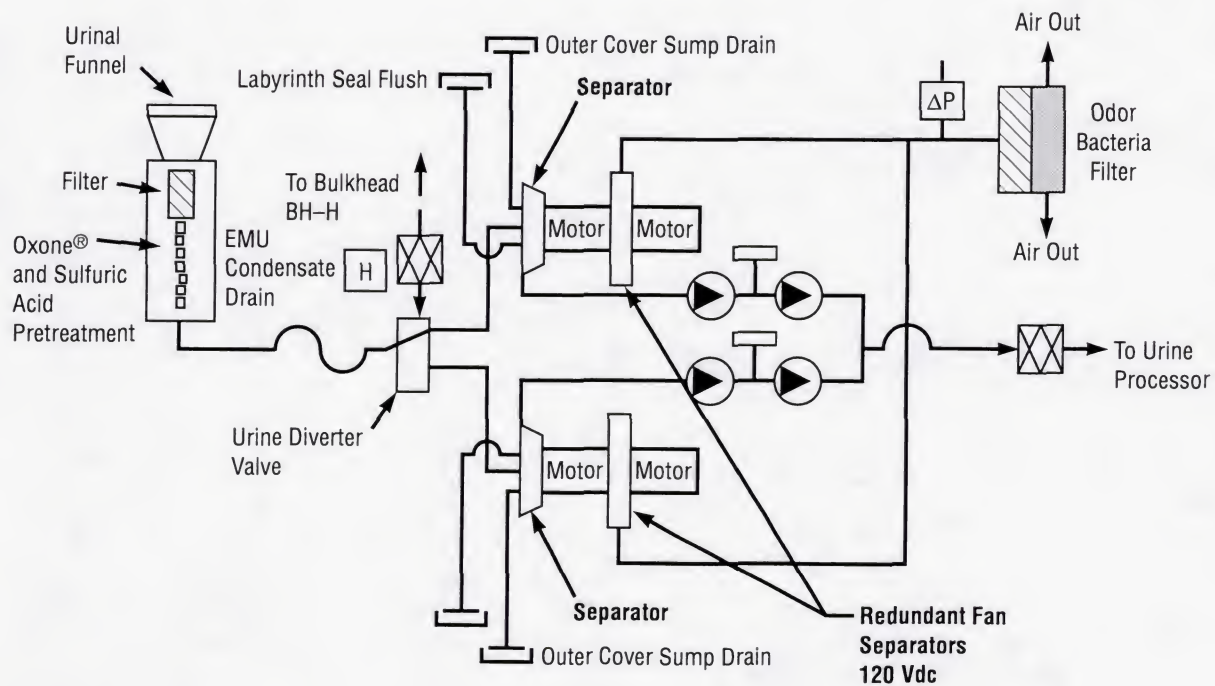 Urinal
Funnel
Filter
Oxone®
and Sulfuric
Acid
Pretreatment
EMU
Condensate
Drain
To Bulkhead
BH–H
H
Urine Diverter
Valve
Labyrinth Seal Flush
Outer Cover Sump Drain
Separator
Motor
Motor
Motor
Motor
Separator
Outer Cover Sump Drain
Redundant Fan
Separators
120 Vdc
ΔP
Air Out
Odor
Bacteria
Filter
Air Out
To Urine
Processor